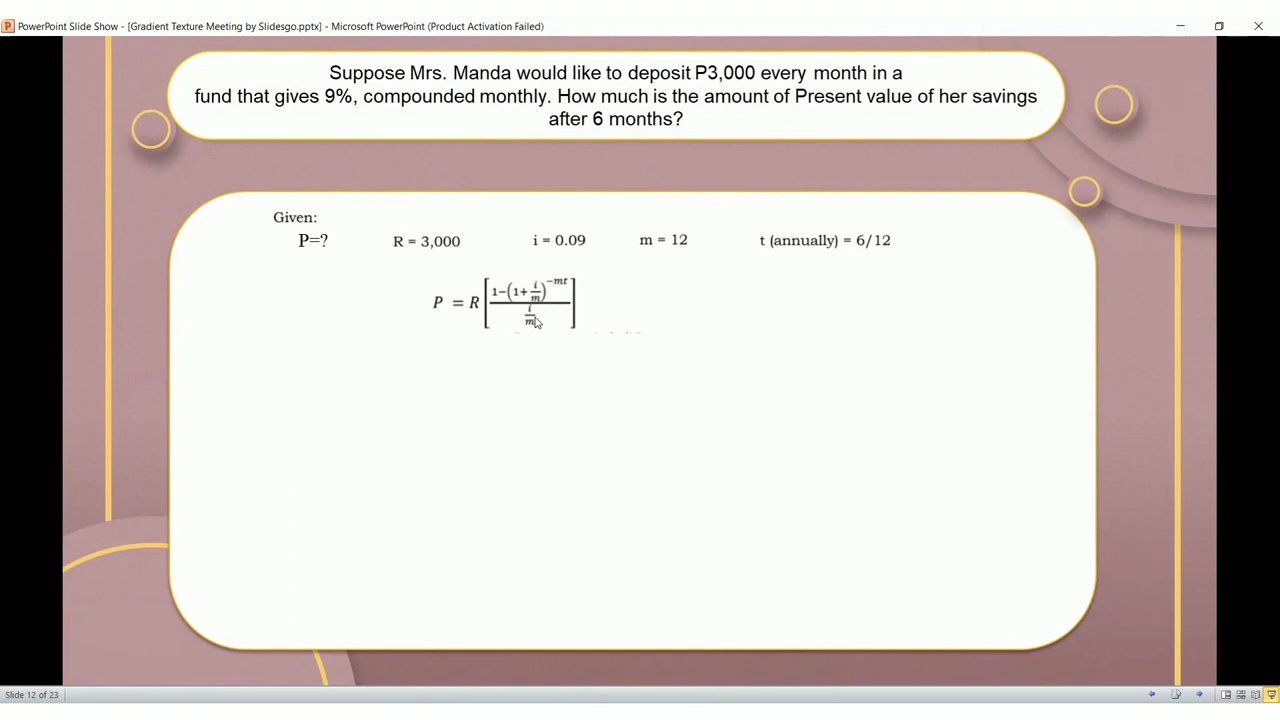 PowerPoint Slide Show - [Gradient Texture Meeting by Slidesgo.pptx] - Microsoft PowerPoint (Product Activation Failed)
Suppose Mrs. Manda would like to deposit P3,000 every month in a
fund that gives 9%, compounded monthly. How much is the amount of Present value of her savings
after 6 months?
Given:
P=? R = 3,000 i = 0.09 m = 12 t (annually) = 6/12
P = R[(1−(1+i/m)^−mt)/(i/m)]
Slide 12 of 23